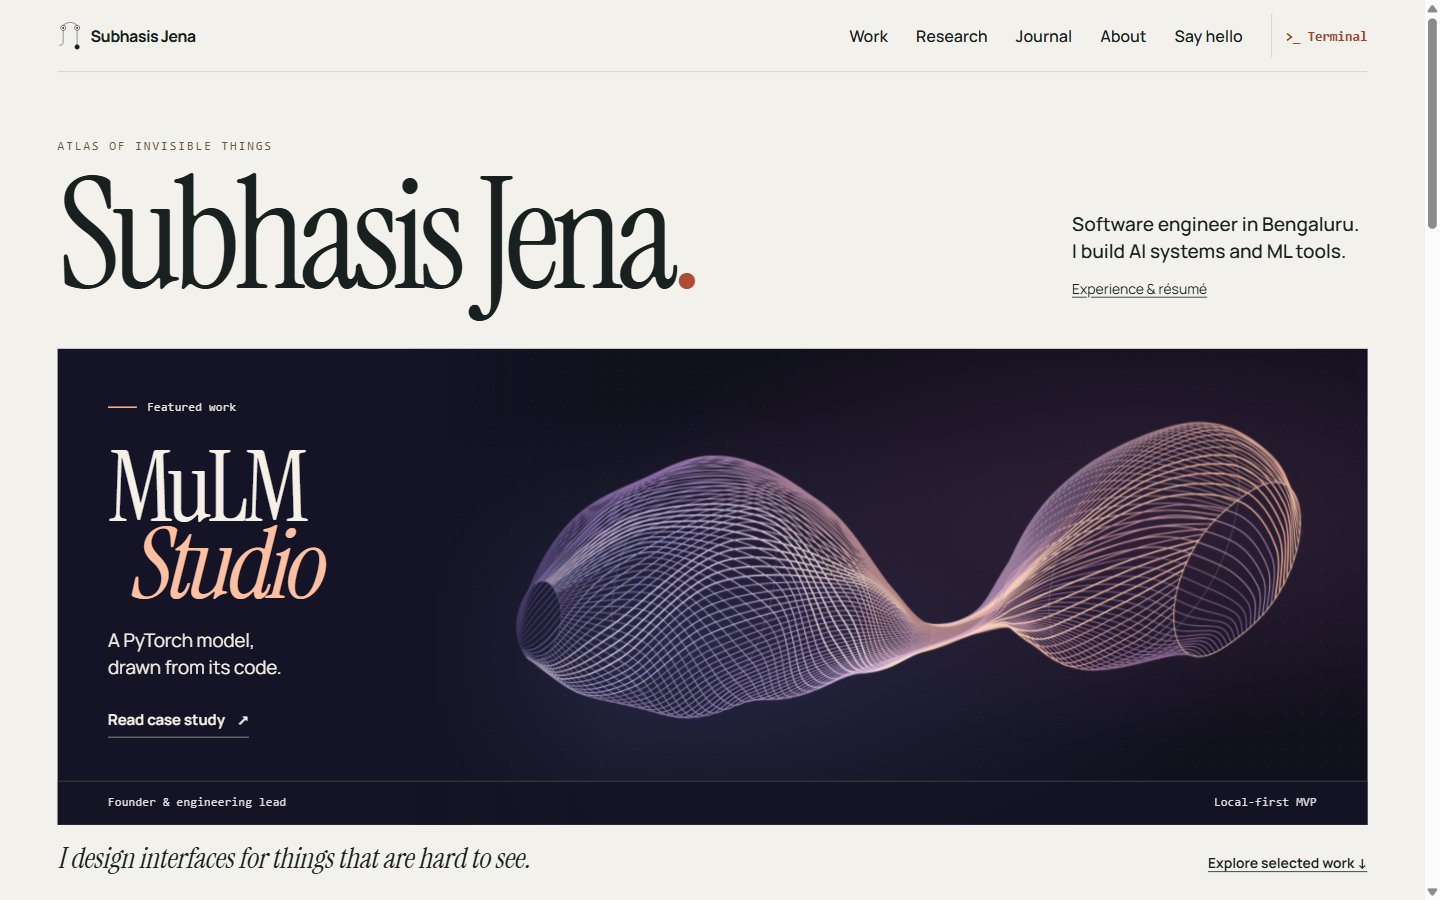 Subhasis Jena
Work
Research
Journal
About
Say hello
>_ Terminal
ATLAS OF INVISIBLE THINGS
Subhasis Jena.
Software engineer in Bengaluru.
I build AI systems and ML tools.
Experience & résumé
Featured work
MuLM
Studio
A PyTorch model,
drawn from its code.
Read case study ↗
Founder & engineering lead
Local-first MVP
I design interfaces for things that are hard to see.
Explore selected work ↓